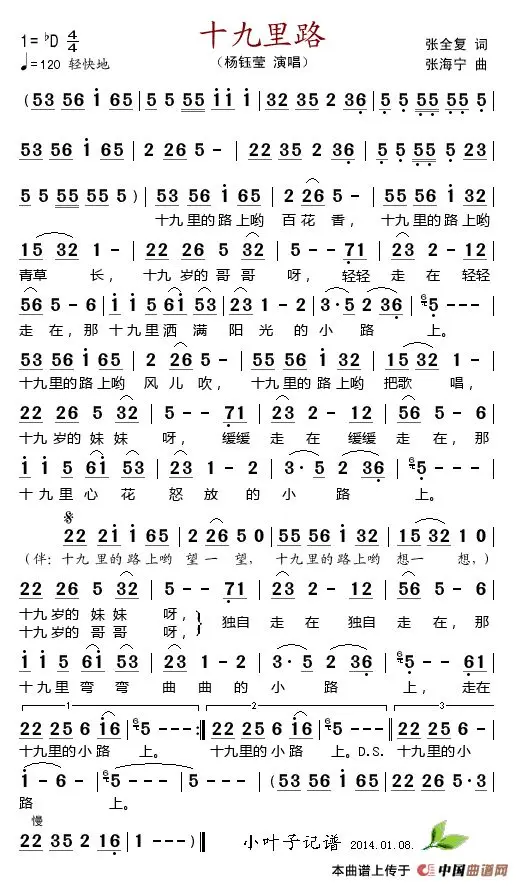 十九里路
1=♭D 4/4
♩=120 轻快地
（杨钰莹 演唱）
张全复 词
张海宁 曲
（53 56 i 65 | 5 5 55 ii ii | 32 35 2 36 | 5 5 55 55 5
53 56 i 65 | 2 26 5 - | 22 35 2 36 | 5 55 5 23
5 5 55 55 5 ）| 53 56 i 65 | 2 26 5 - | 55 56 i 32
十九里的路上哟 百花 香， 十九里的路上哟
15 32 1 - | 22 26 5 32 | 5 - - 71 | 23 2 - 12
青草 长， 十九 岁的哥哥 呀， 轻轻 走 在 轻轻
56 5 - 6 | i i 5 6i 53 | 23 1 - 2 | 3·5 2 36 | 5 - - -
走 在，那 十九里洒 满 阳光的小 路 上。
53 56 i 65 | 2 26 5 - | 55 56 i 32 | 15 32 1 -
十九里的路上哟 风儿吹， 十九里的路上哟 把歌 唱，
22 26 5 32 | 5 - - 71 | 23 2 - 12 | 56 5 - 6
十九岁的妹妹 呀， 缓缓 走 在 缓缓 走 在，那
i i 5 6i 53 | 23 1 - 2 | 3·5 2 36 | 5 - - -
十九里心花 怒放的小 路 上。
22 2i i 65 | 2 26 5 0 | 55 56 i 32 | 15 32 1 0
（伴：十九里的路上哟 望一望， 十九里的路上哟 想一 想，）
22 26 5 32 | 5 - - 71 | 23 2 - 12 | 56 5 - 6
十九岁的妹妹 呀，
十九岁的哥哥 呀，
独自 走 在 独自 走 在，那
i i 5 6i 53 | 23 1 - 2 | 3·5 2 36 | 5 - - 61
十九里弯弯 曲曲的小 路 上，走在
1 2 3
22 25 6 i6 | 5 - - - :‖ 22 25 6 i6 | 5 - - - ‖ 22 25 6 -
十九里的小路 上。 十九里的小路 上。D.S. 十九里的小
i - 6 - | 5 - - - | 5 - - - | （53 56 i 65 | 22 26 5·3
路 上。
慢
22 35 2 16 | 1 - - - ）‖
小叶子记谱 2014.01.08.
本曲谱上传于 中国曲谱网